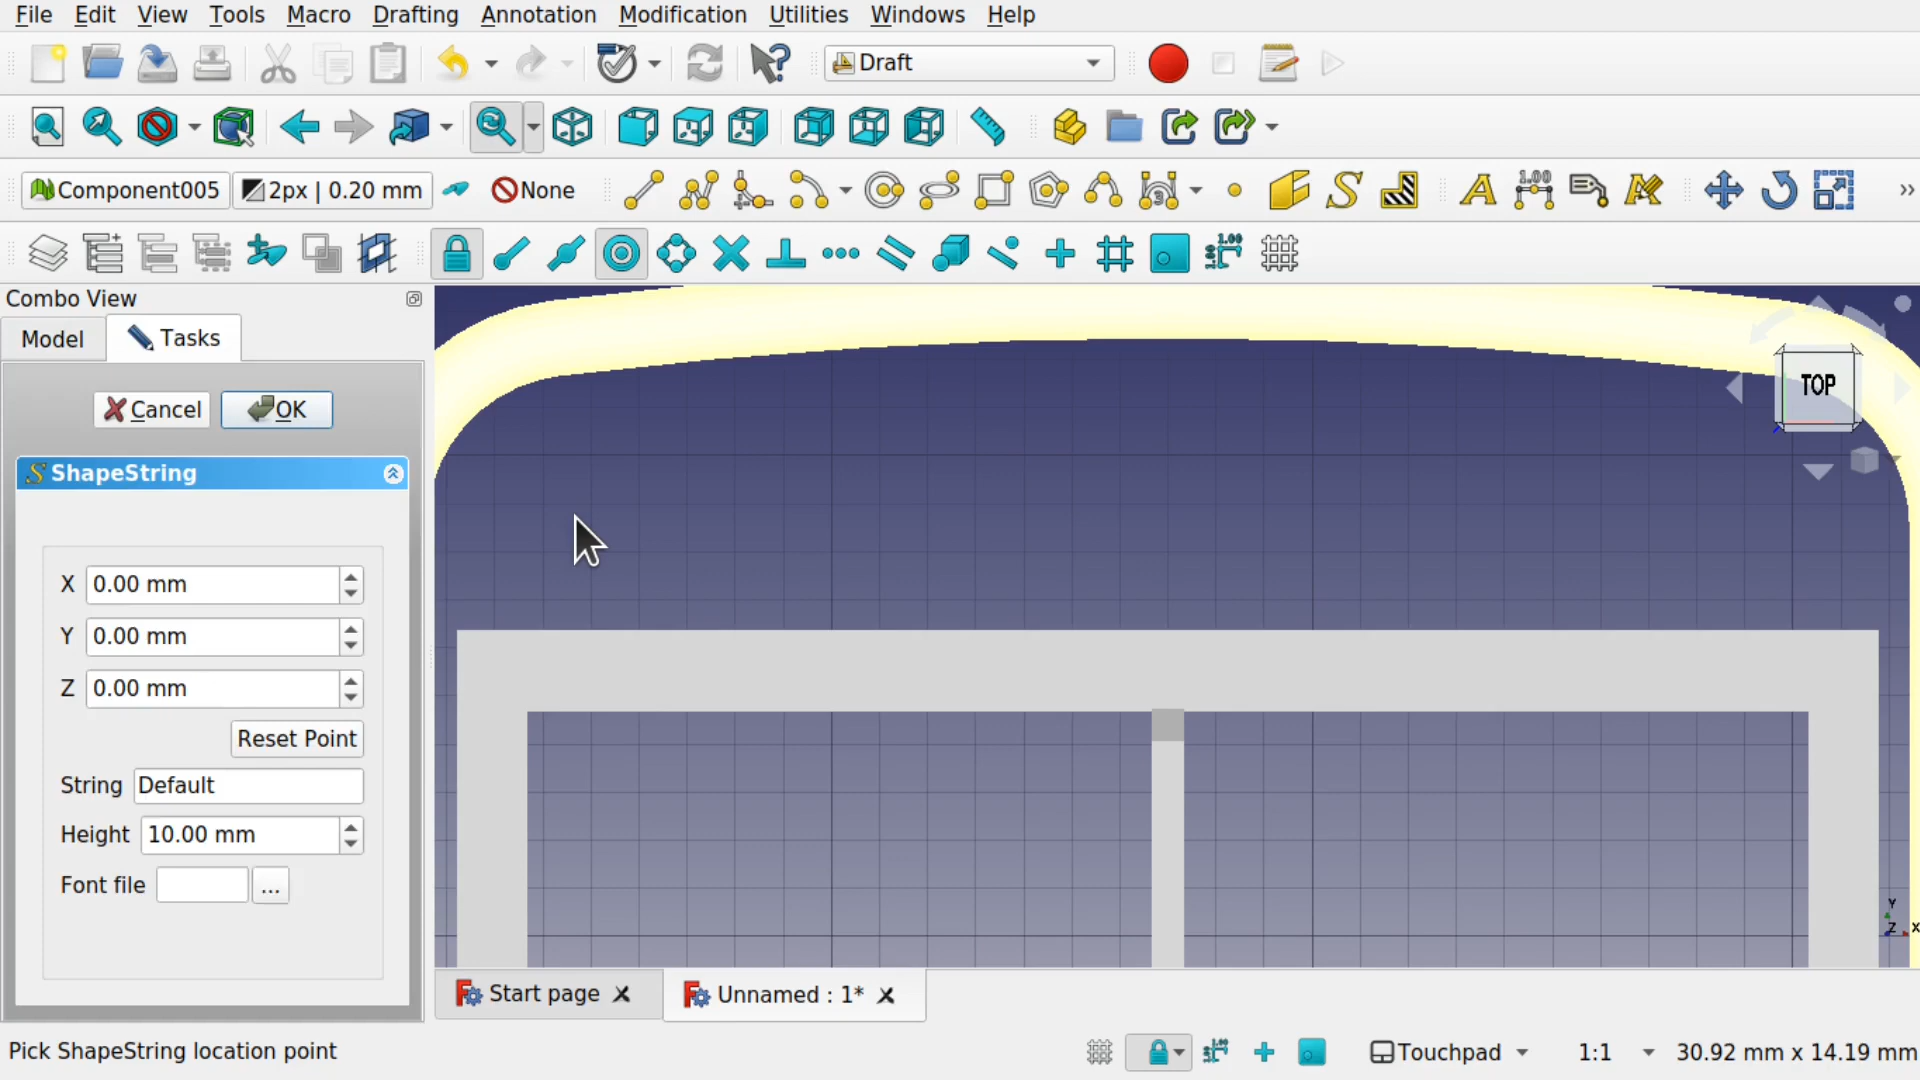 File Edit View Tools Macro Drafting Annotation Modification Utilities Windows Help
Draft
Component005 2px | 0.20 mm None
Combo View
Model Tasks
Cancel OK
ShapeString
X 0.00 mm
Y 0.00 mm
Z 0.00 mm
Reset Point
String Default
Height 10.00 mm
Font file ...
TOP
Y
Z X
Start page Unnamed : 1*
Pick ShapeString location point Touchpad 1:1 30.92 mm x 14.19 mm